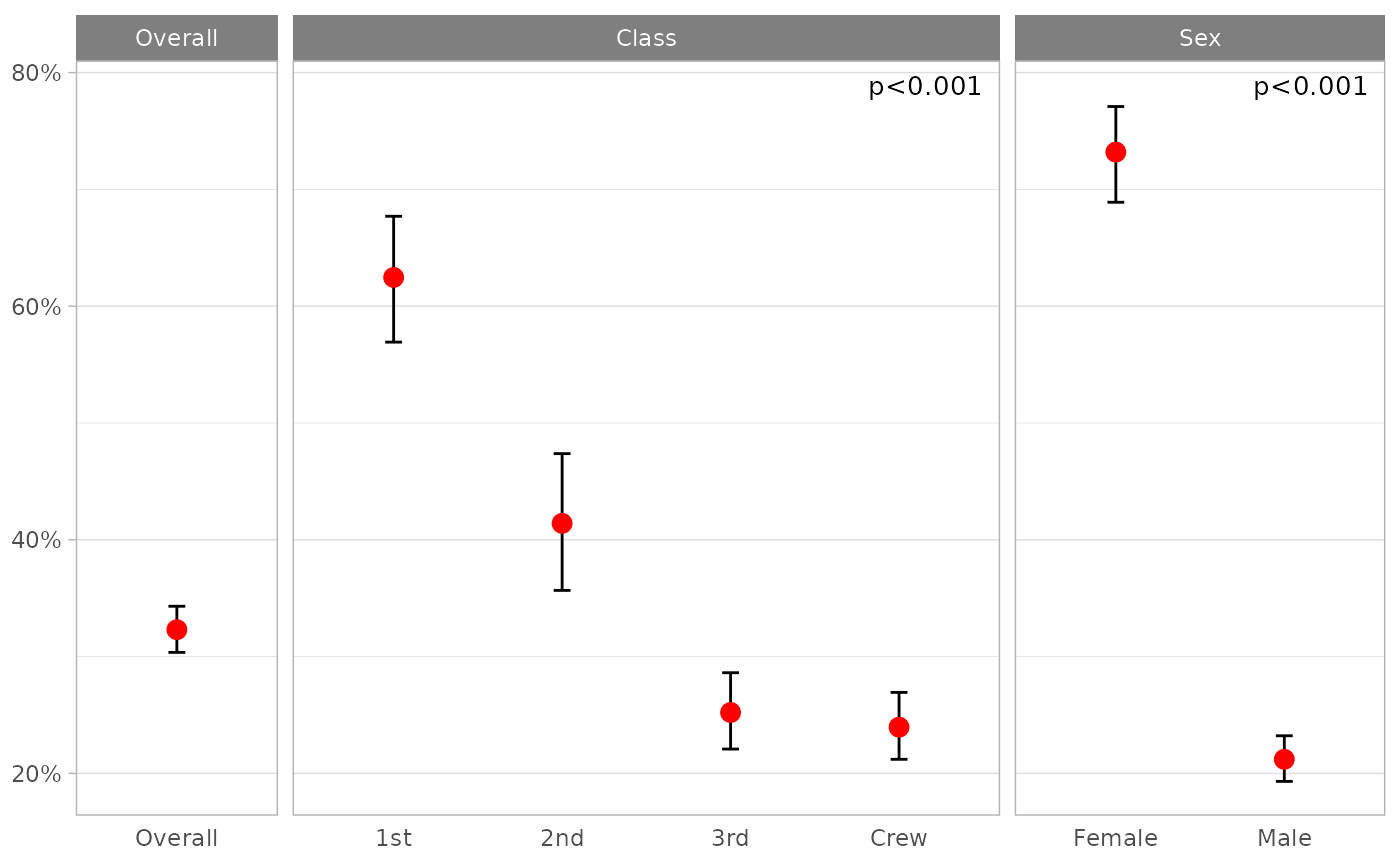 Overall Class Sex
80%
p<0.001 p<0.001
60%
40%
20%
Overall 1st 2nd 3rd Crew Female Male